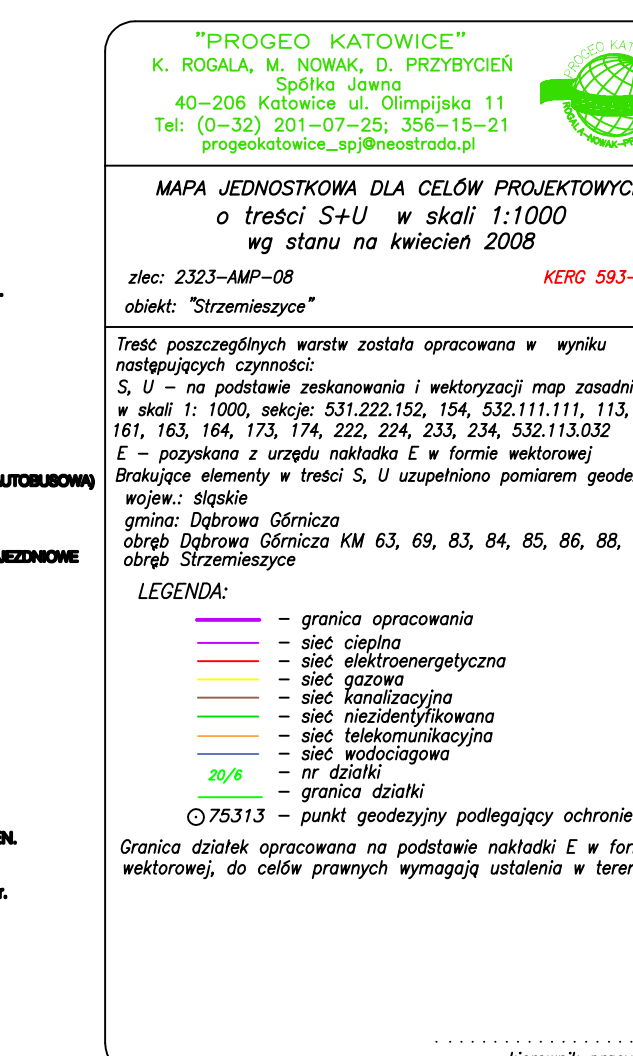 "PROGEO KATOWICE"
K. ROGALA, M. NOWAK, D. PRZYBYCIEŃ
Spółka Jawna
40-206 Katowice ul. Olimpijska 11
Tel: (0-32) 201-07-25; 356-15-21
progeokatowice_spj@neostrada.pl
PROGEO KAT
ROGALA-NOWAK-PR
MAPA JEDNOSTKOWA DLA CELÓW PROJEKTOWYC
o treści S+U w skali 1:1000
wg stanu na kwiecień 2008
zlec: 2323-AMP-08
KERG 593-
obiekt: "Strzemieszyce"
Treść poszczególnych warstw została opracowana w wyniku
następujących czynności:
S, U - na podstawie zeskanowania i wektoryzacji map zasadni
w skali 1: 1000, sekcje: 531.222.152, 154, 532.111.111, 113,
161, 163, 164, 173, 174, 222, 224, 233, 234, 532.113.032
E - pozyskana z urzędu nakładka E w formie wektorowej
Brakujące elementy w treści S, U uzupełniono pomiarem geode
wojew.: śląskie
gmina: Dąbrowa Górnicza
obręb Dąbrowa Górnicza KM 63, 69, 83, 84, 85, 86, 88,
obręb Strzemieszyce
LEGENDA:
- granica opracowania
- sieć cieplna
- sieć elektroenergetyczna
- sieć gazowa
- sieć kanalizacyjna
- sieć niezidentyfikowana
- sieć telekomunikacyjna
- sieć wodociagowa
20/6 - nr działki
- granica działki
75313 - punkt geodezyjny podlegający ochronie
Granica działek opracowana na podstawie nakładki E w for
wektorowej, do celów prawnych wymagają ustalenia w teren
AUTOBUSOWA)
JEZDNIOWE
EN.
r.